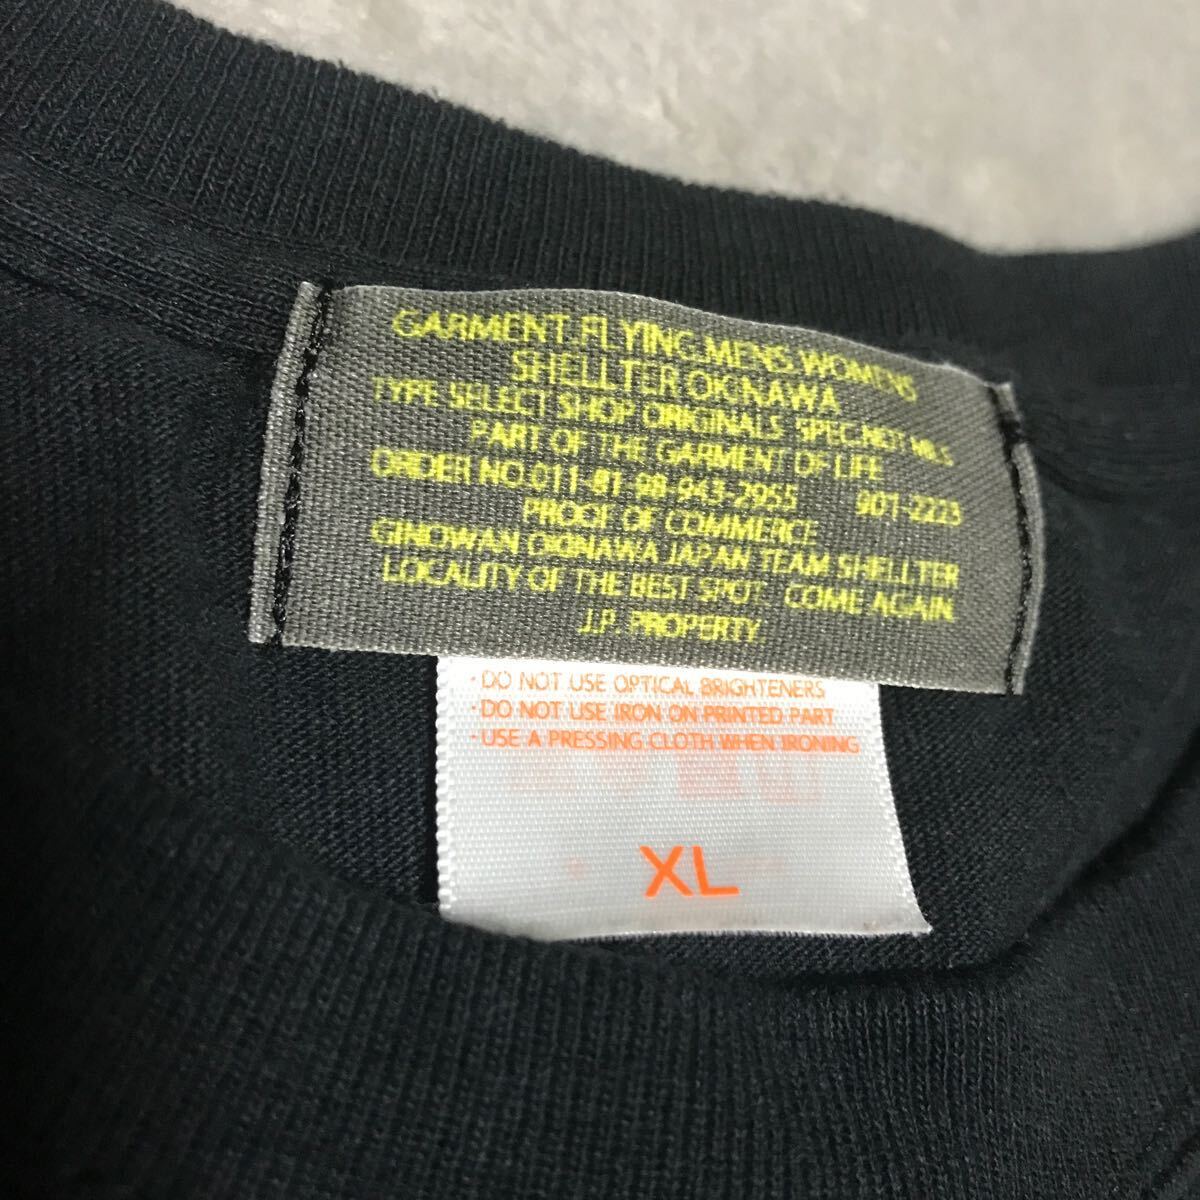 GARMENT.FLYING.MENS.WOMENS
SHELLTER OKINAWA
TYPE SELECT SHOP ORIGINALS SPEC.NOT MILS
PART OF THE GARMENT OF LIFE
ORDER NO.011-81-98-943-2955 901-2223
PROOF OF COMMERCE
GINOWAN OKINAWA JAPAN TEAM SHELLTER
LOCALITY OF THE BEST SPOT. COME AGAIN.
J.P. PROPERTY.
・DO NOT USE OPTICAL BRIGHTENERS
・DO NOT USE IRON ON PRINTED PART
・USE A PRESSING CLOTH WHEN IRONING
XL